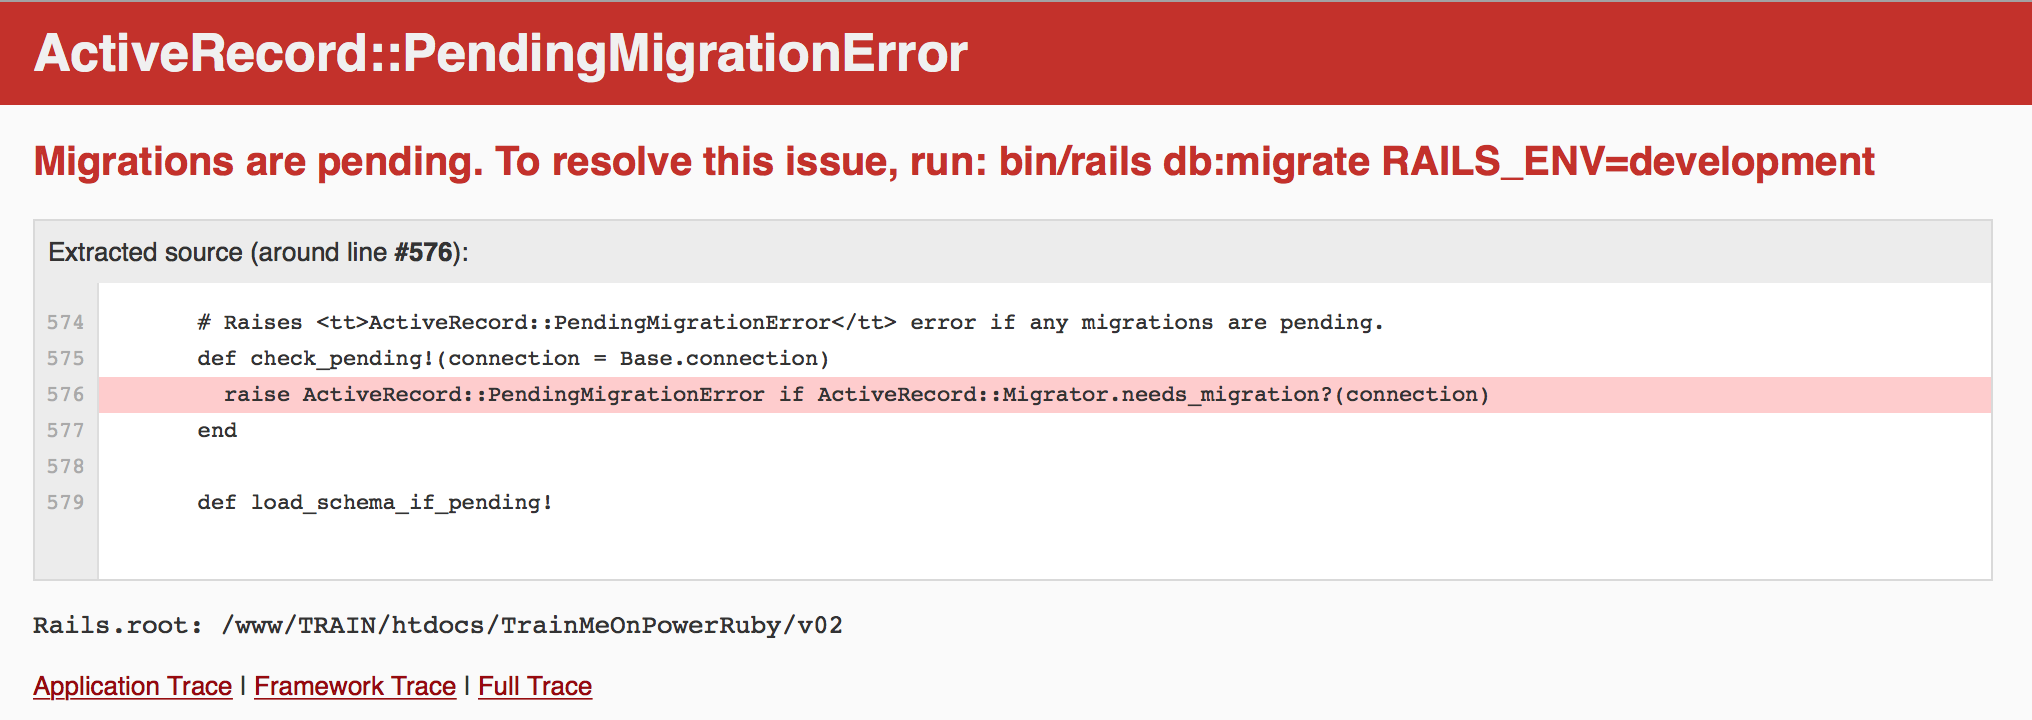 ActiveRecord::PendingMigrationError
Migrations are pending. To resolve this issue, run: bin/rails db:migrate RAILS_ENV=development
Extracted source (around line #576):
574 # Raises <tt>ActiveRecord::PendingMigrationError</tt> error if any migrations are pending.
575 def check_pending!(connection = Base.connection)
576 raise ActiveRecord::PendingMigrationError if ActiveRecord::Migrator.needs_migration?(connection)
577 end
578
579 def load_schema_if_pending!
Rails.root: /www/TRAIN/htdocs/TrainMeOnPowerRuby/v02
Application Trace | Framework Trace | Full Trace